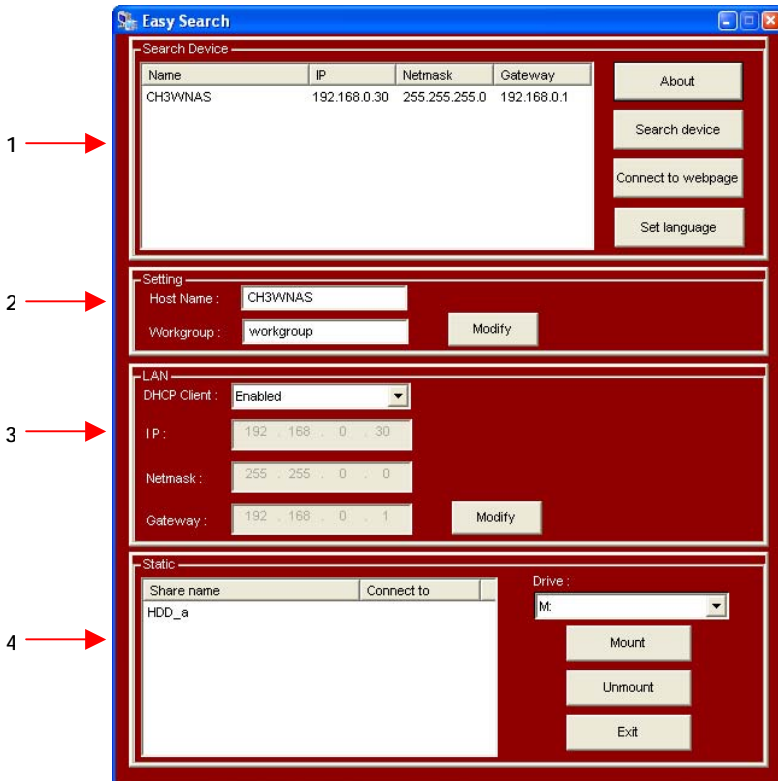 Easy Search
Search Device
Name IP Netmask Gateway
CH3WNAS 192.168.0.30 255.255.255.0 192.168.0.1
About
Search device
Connect to webpage
Set language
1
Setting
Host Name : CH3WNAS
Workgroup : workgroup
Modify
2
LAN
DHCP Client : Enabled
IP : 192 . 168 . 0 . 30
Netmask : 255 . 255 . 0 . 0
Gateway : 192 . 168 . 0 . 1
Modify
3
Static
Share name Connect to
HDD_a
Drive :
M:
Mount
Unmount
Exit
4